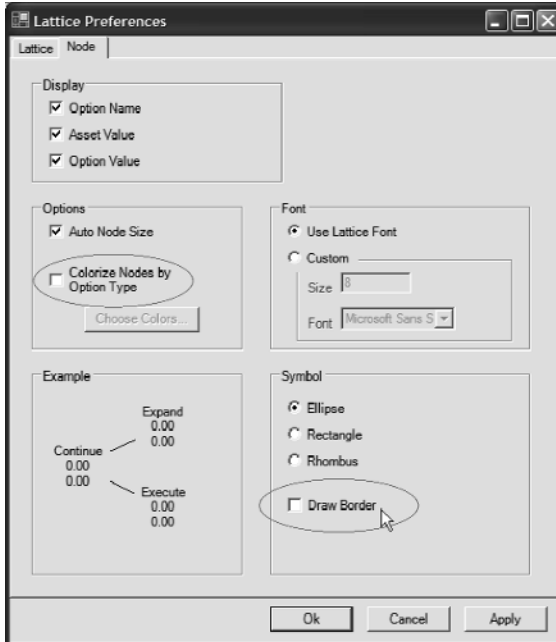 Lattice Preferences
Lattice Node
Display
Option Name
Asset Value
Option Value
Options
Auto Node Size
Colorize Nodes by
Option Type
Choose Colors...
Font
Use Lattice Font
Custom
Size 8
Font Microsoft Sans S
Example
Expand
0.00
0.00
Continue
0.00
0.00
Execute
0.00
0.00
Symbol
Ellipse
Rectangle
Rhombus
Draw Border
Ok Cancel Apply